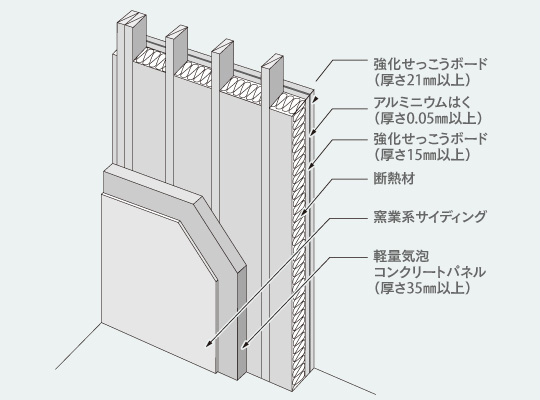 強化せっこうボード
（厚さ21㎜以上）
アルミニウムはく
（厚さ0.05㎜以上）
強化せっこうボード
（厚さ15㎜以上）
断熱材
窯業系サイディング
軽量気泡
コンクリートパネル
（厚さ35㎜以上）